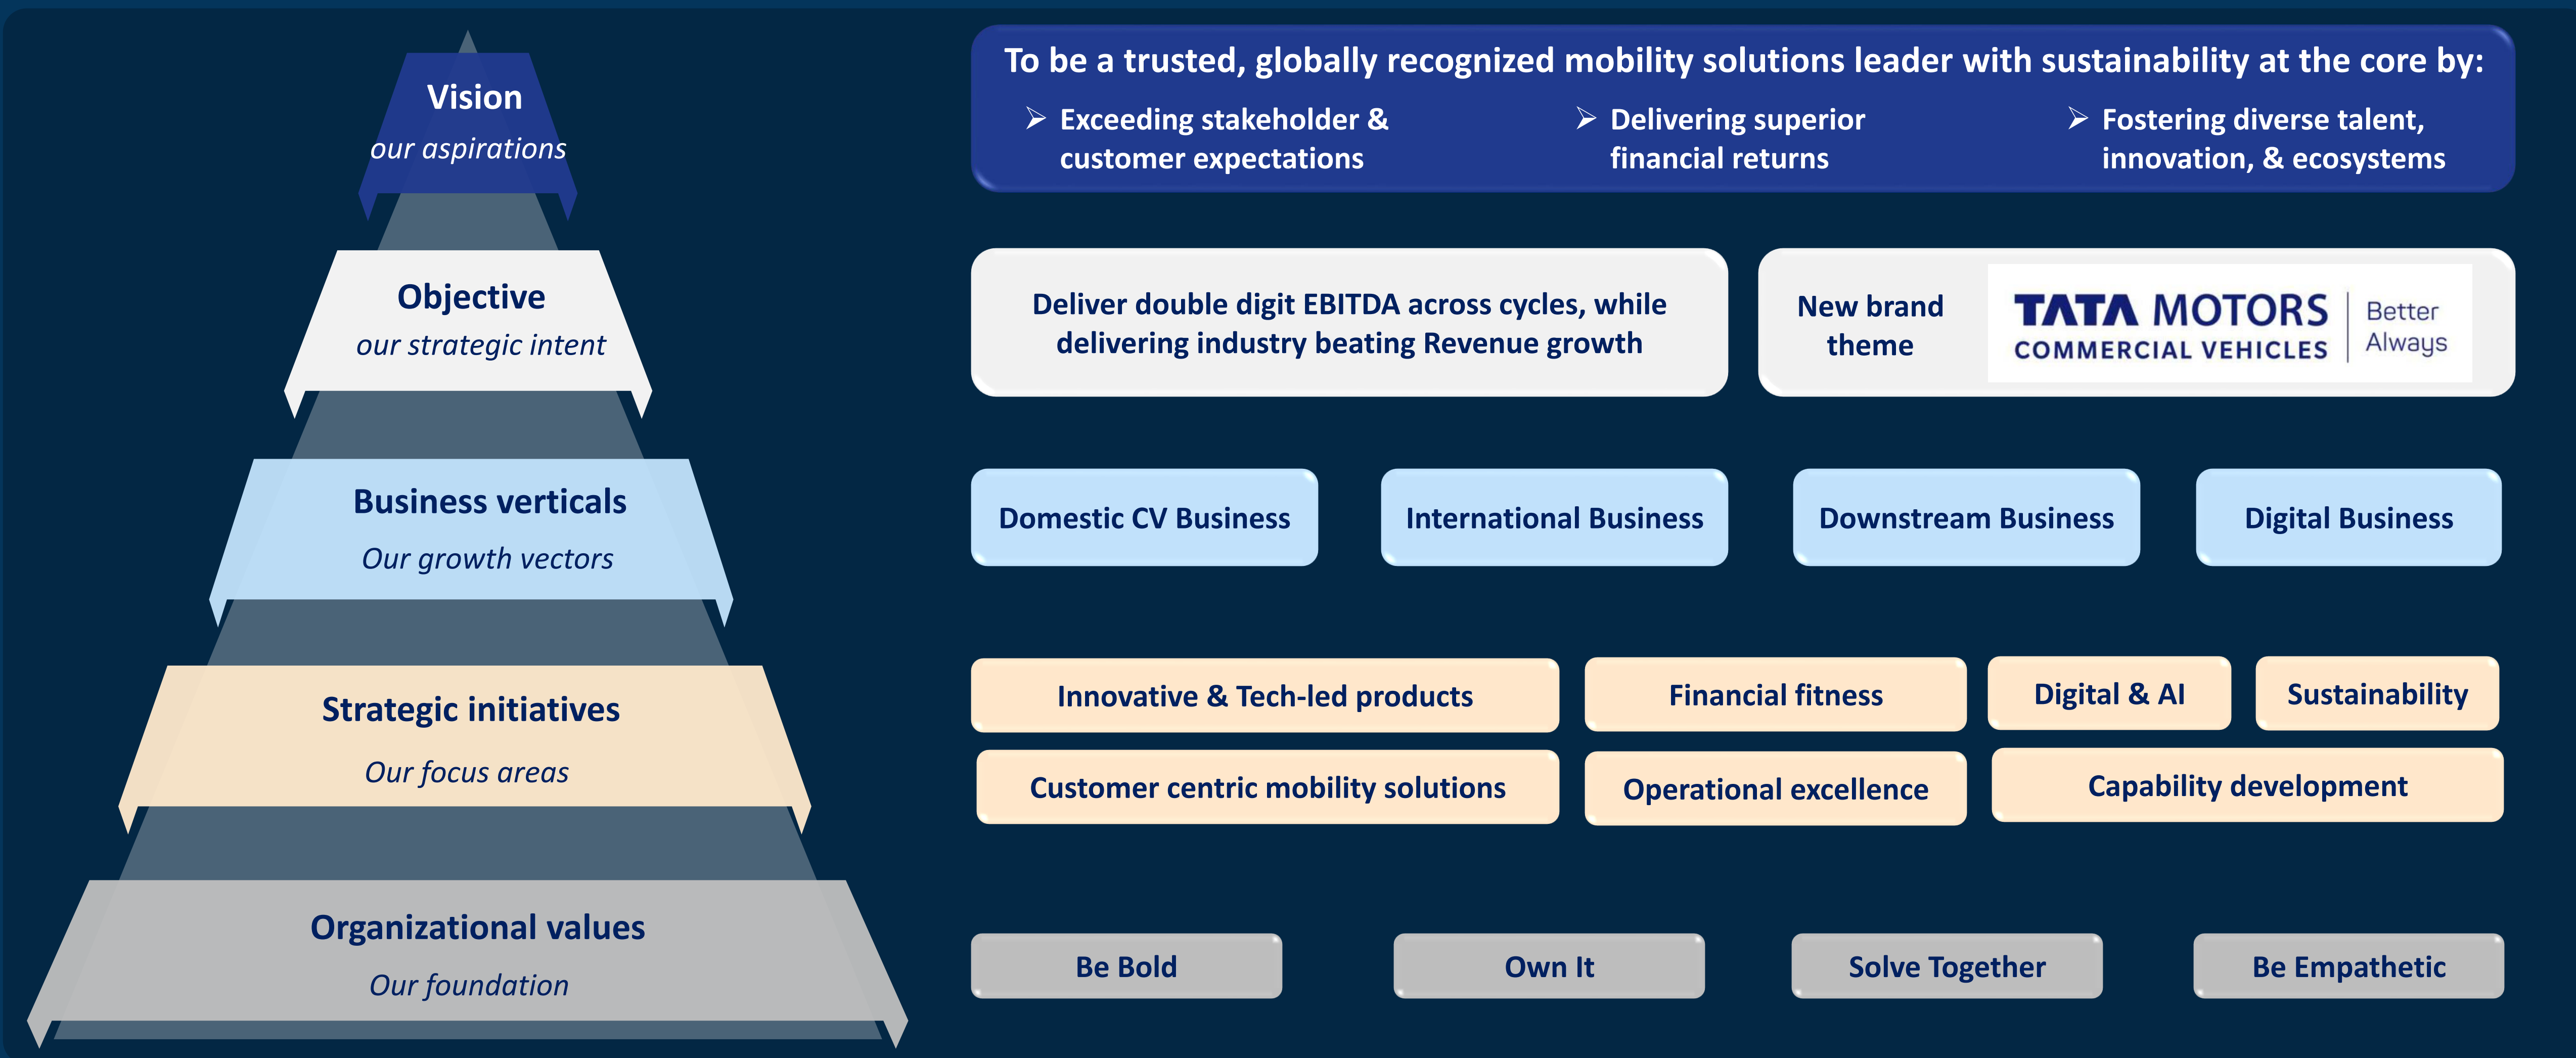 Vision
our aspirations
To be a trusted, globally recognized mobility solutions leader with sustainability at the core by:
➢ Exceeding stakeholder &
customer expectations
➢ Delivering superior
financial returns
➢ Fostering diverse talent,
innovation, & ecosystems
Objective
our strategic intent
Deliver double digit EBITDA across cycles, while
delivering industry beating Revenue growth
New brand
theme
TATA MOTORS
COMMERCIAL VEHICLES
Better
Always
Business verticals
Our growth vectors
Domestic CV Business
International Business
Downstream Business
Digital Business
Strategic initiatives
Our focus areas
Innovative & Tech-led products
Financial fitness
Digital & AI
Sustainability
Customer centric mobility solutions
Operational excellence
Capability development
Organizational values
Our foundation
Be Bold
Own It
Solve Together
Be Empathetic